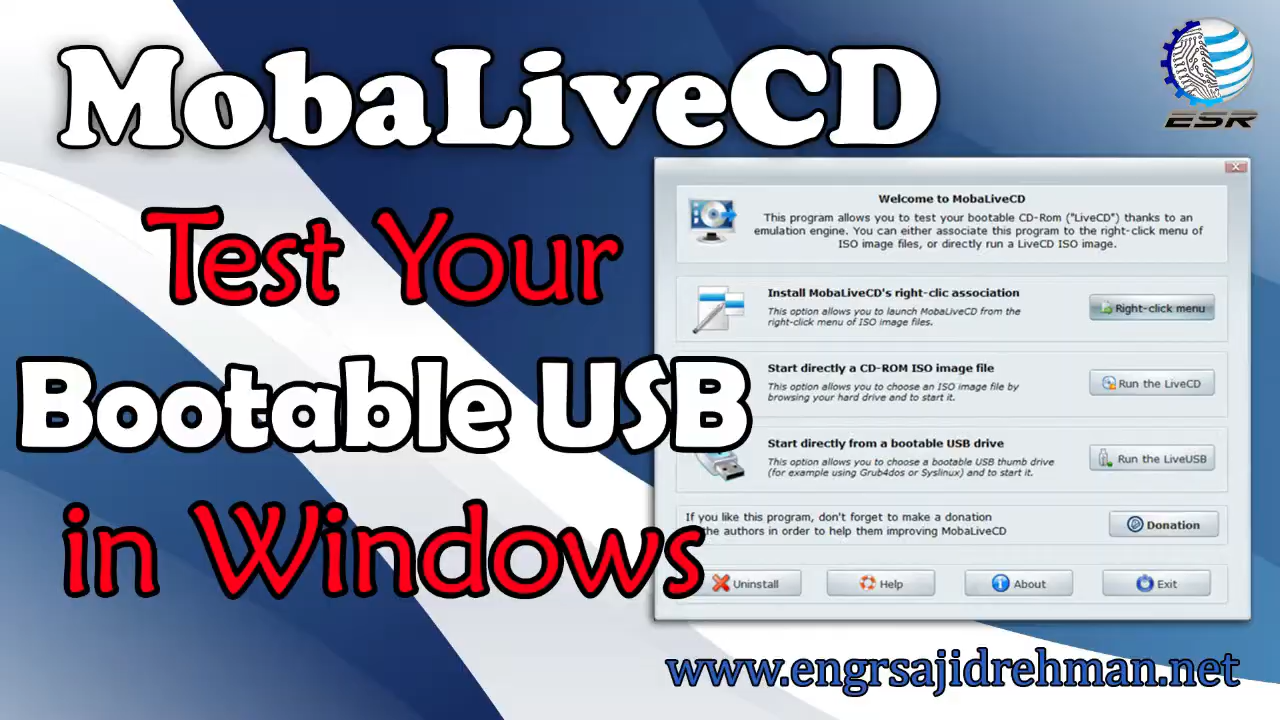 MobaLiveCD
ESR
Test Your
Bootable USB
in Windows
Welcome to MobaLiveCD
This program allows you to test your bootable CD-Rom ("LiveCD") thanks to an
emulation engine. You can either associate this program to the right-click menu of
ISO image files, or directly run a LiveCD ISO image.
Install MobaLiveCD's right-clic association
This option allows you to launch MobaLiveCD from the
right-click menu of ISO image files.
Right-click menu
Start directly a CD-ROM ISO image file
This option allows you to choose an ISO image file by
browsing your hard drive and to start it.
Run the LiveCD
Start directly from a bootable USB drive
This option allows you to choose a bootable USB thumb drive
(for example using Grub4dos or Syslinux) and to start it.
Run the LiveUSB
If you like this program, don't forget to make a donation
the authors in order to help them improving MobaLiveCD
Donation
Uninstall
Help
About
Exit
www.engrsajidrehman.net